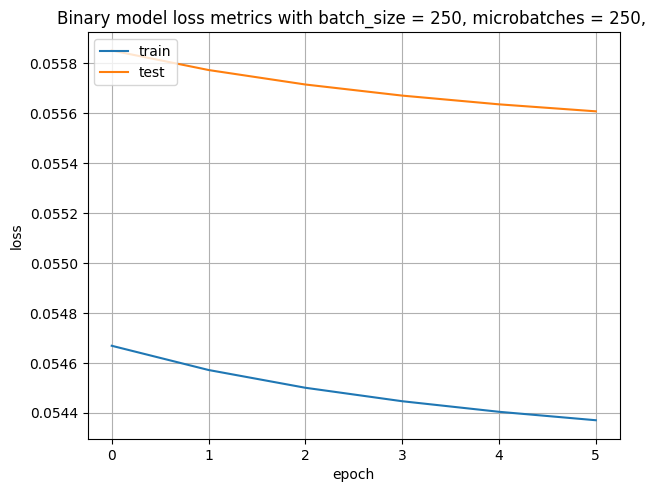 Binary model loss metrics with batch_size = 250, microbatches = 250,
train
test
0.0558
0.0556
0.0554
0.0552
0.0550
0.0548
0.0546
0.0544
loss
0 1 2 3 4 5
epoch